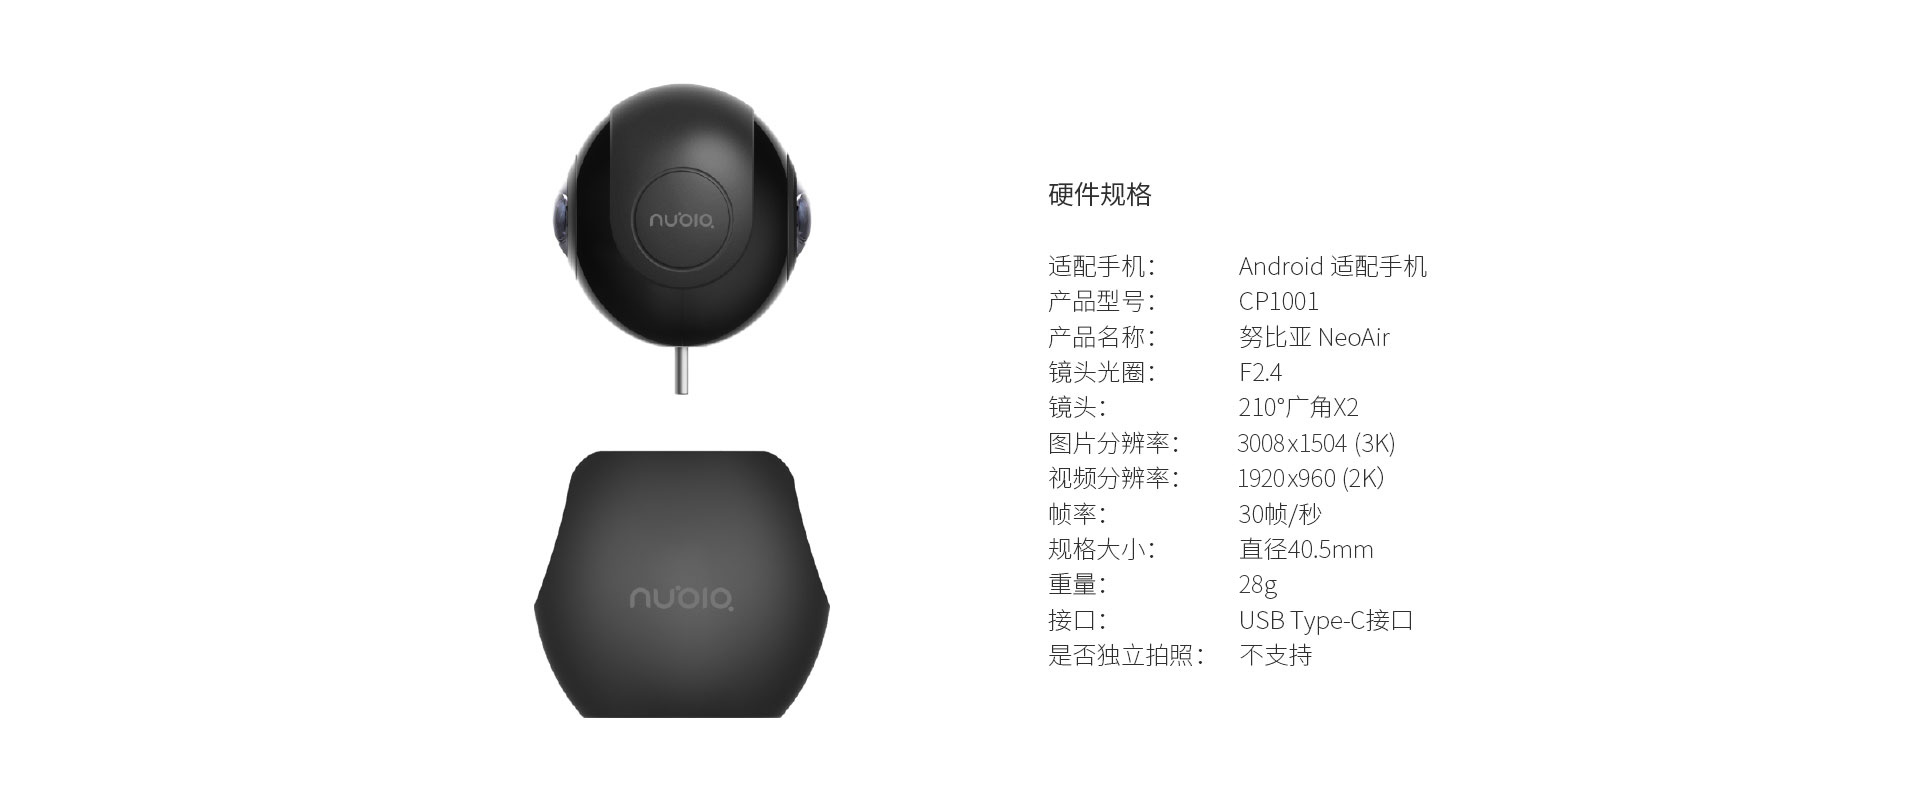 nubia
nubia
硬件规格
适配手机： Android 适配手机
产品型号： CP1001
产品名称： 努比亚 NeoAir
镜头光圈： F2.4
镜头： 210°广角X2
图片分辨率： 3008x1504 (3K)
视频分辨率： 1920x960 (2K）
帧率： 30帧/秒
规格大小： 直径40.5mm
重量： 28g
接口： USB Type-C接口
是否独立拍照： 不支持